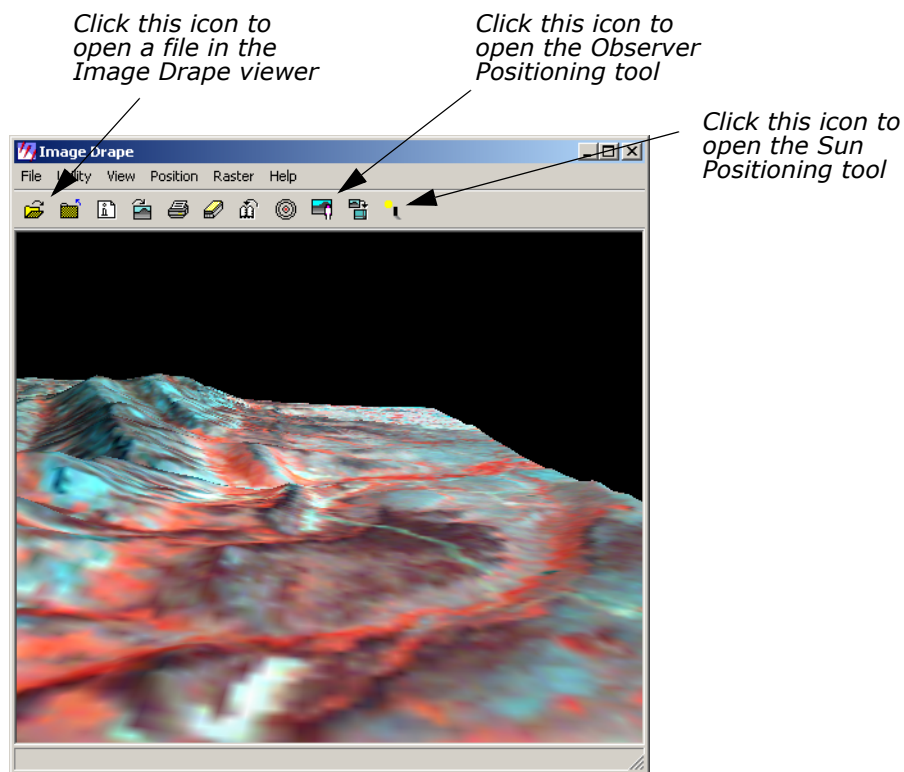 Click this icon to
open a file in the
Image Drape viewer
Click this icon to
open the Observer
Positioning tool
Click this icon to
open the Sun
Positioning tool
Image Drape
File Utility View Position Raster Help